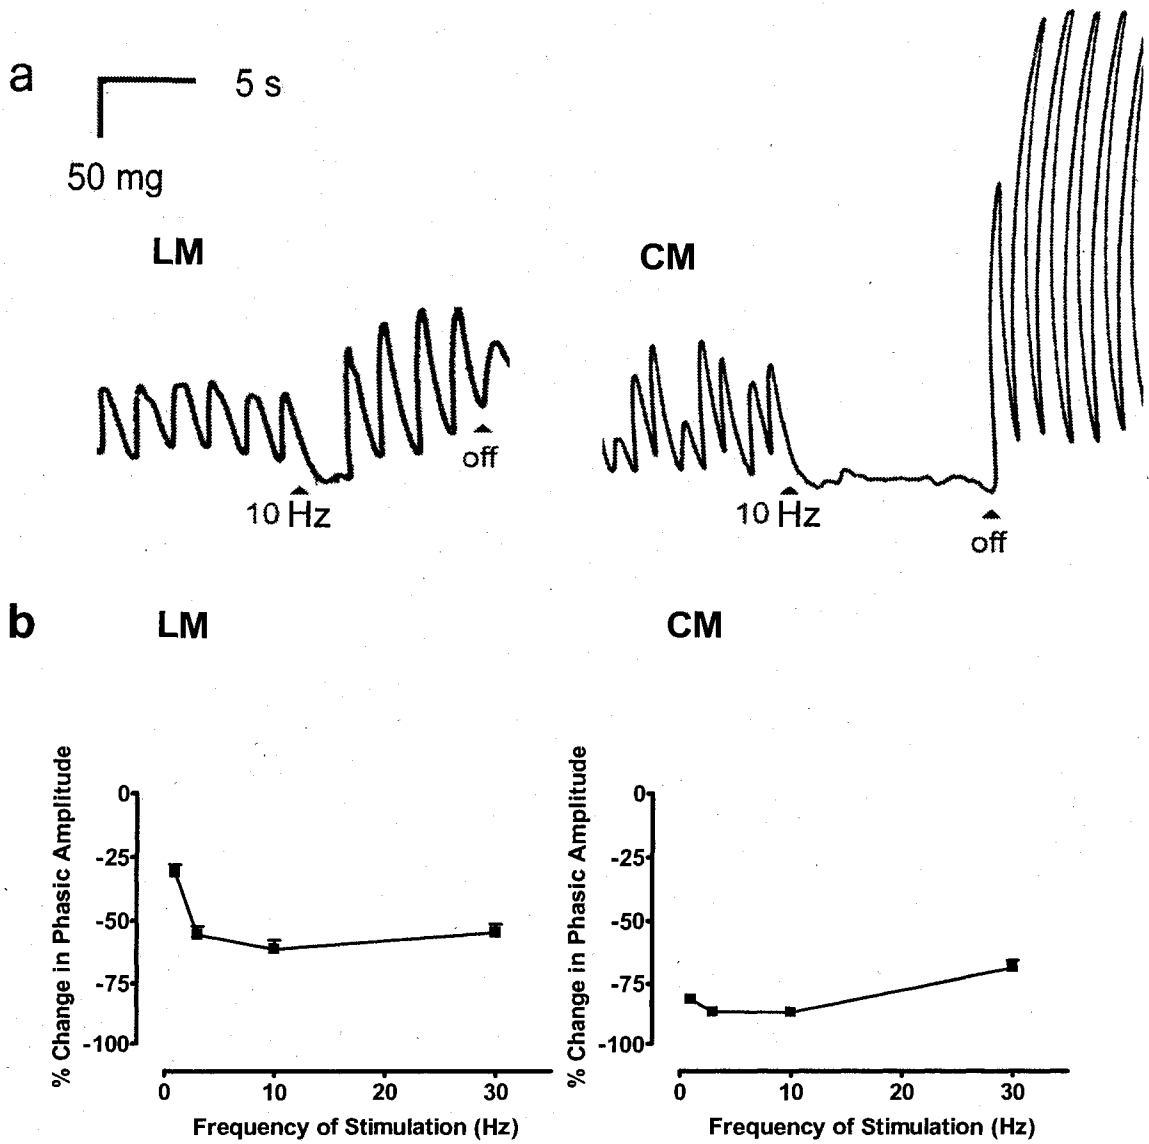 a
5 s
50 mg
LM
10 Hz
off
CM
10 Hz
off
b
LM
% Change in Phasic Amplitude
0
-25
-50
-75
-100
0 10 20 30
Frequency of Stimulation (Hz)
CM
% Change in Phasic Amplitude
0
-25
-50
-75
-100
0 10 20 30
Frequency of Stimulation (Hz)